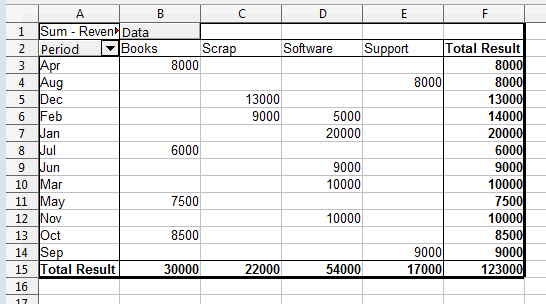 A B C D E F
1 Sum - Reven Data
2 Period Books Scrap Software Support Total Result
3 Apr 8000 8000
4 Aug 8000 8000
5 Dec 13000 13000
6 Feb 9000 5000 14000
7 Jan 20000 20000
8 Jul 6000 6000
9 Jun 9000 9000
10 Mar 10000 10000
11 May 7500 7500
12 Nov 10000 10000
13 Oct 8500 8500
14 Sep 9000 9000
15 Total Result 30000 22000 54000 17000 123000
16
17